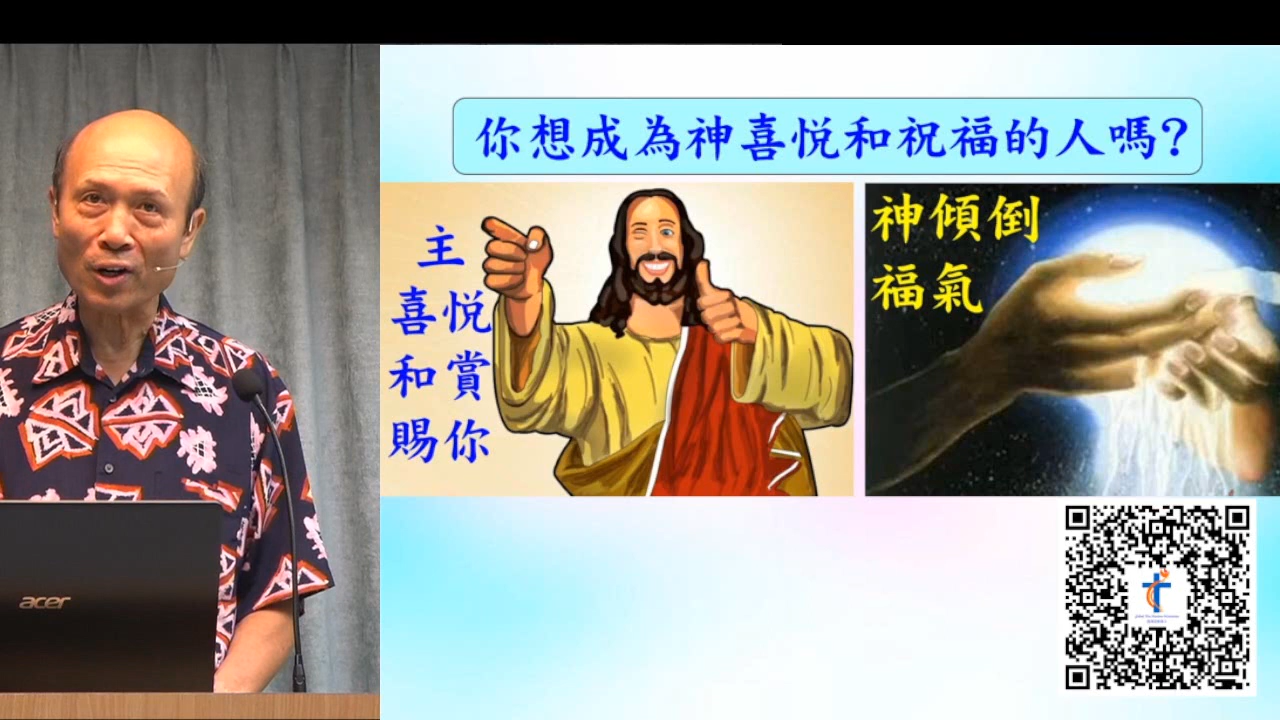 你想成為神喜悅和祝福的人嗎?
主
喜悅
和賞
賜你
神傾倒
福氣
acer